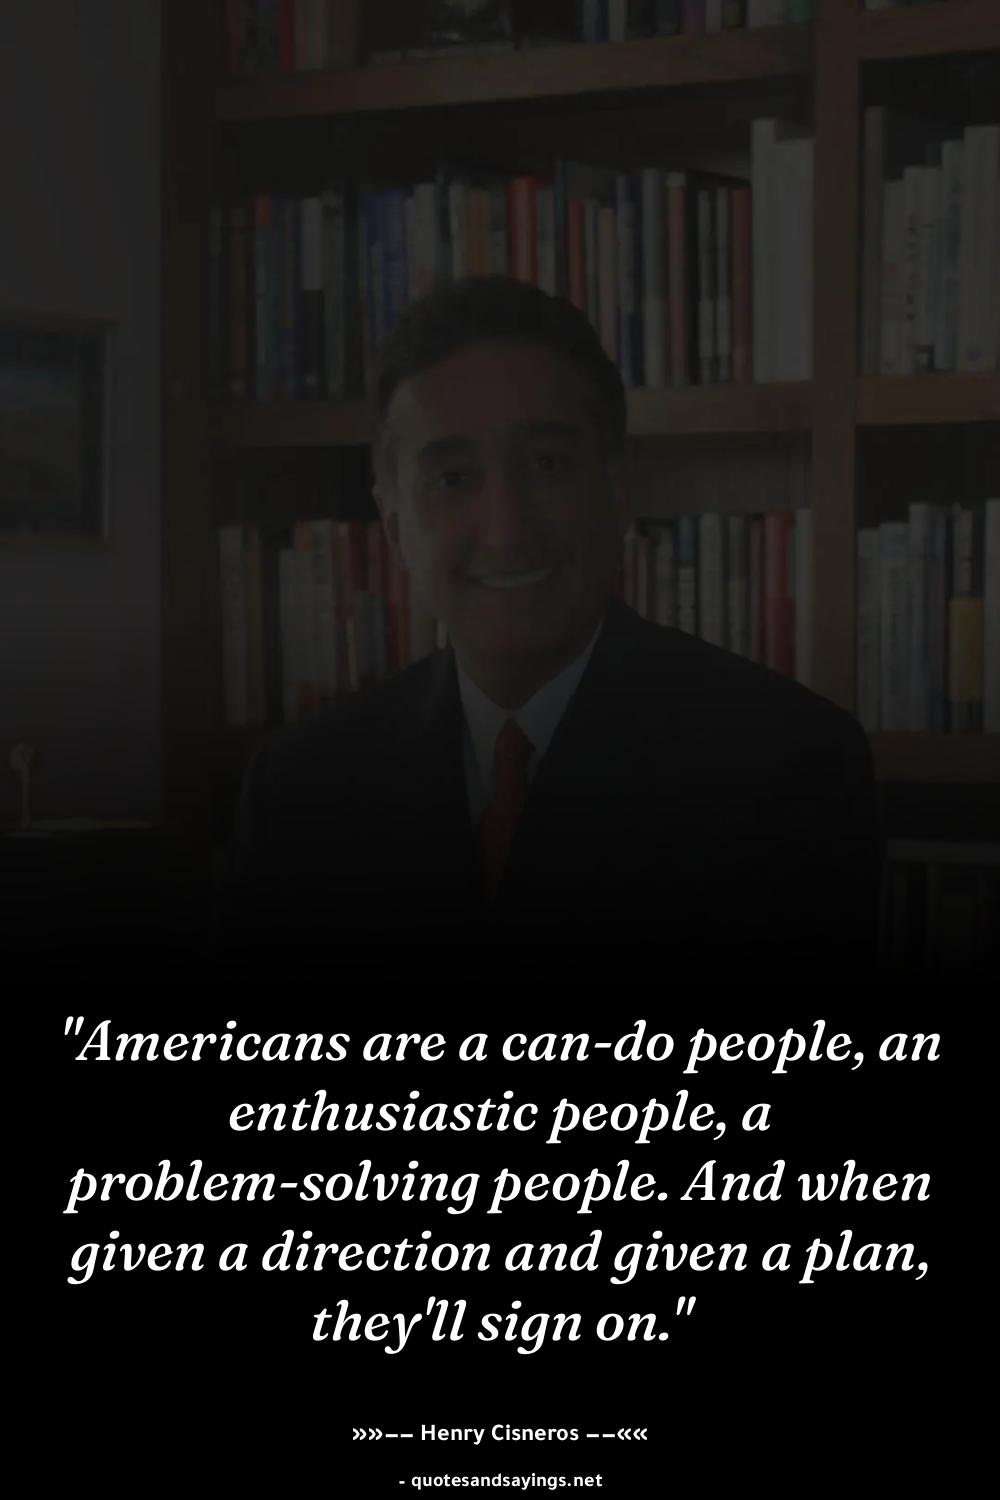 "Americans are a can-do people, an
enthusiastic people, a
problem-solving people. And when
given a direction and given a plan,
they'll sign on."
»»–– Henry Cisneros ––««
- quotesandsayings.net